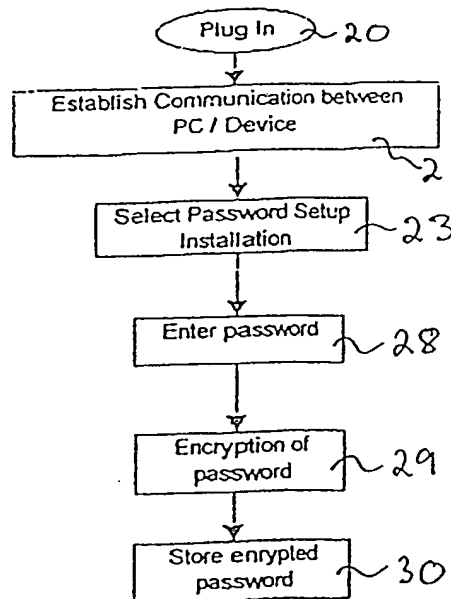 Plug In 20
Establish Communication between
PC / Device
2
Select Password Setup
Installation 23
Enter password 28
Encryption of
password 29
Store enrypted
password 30